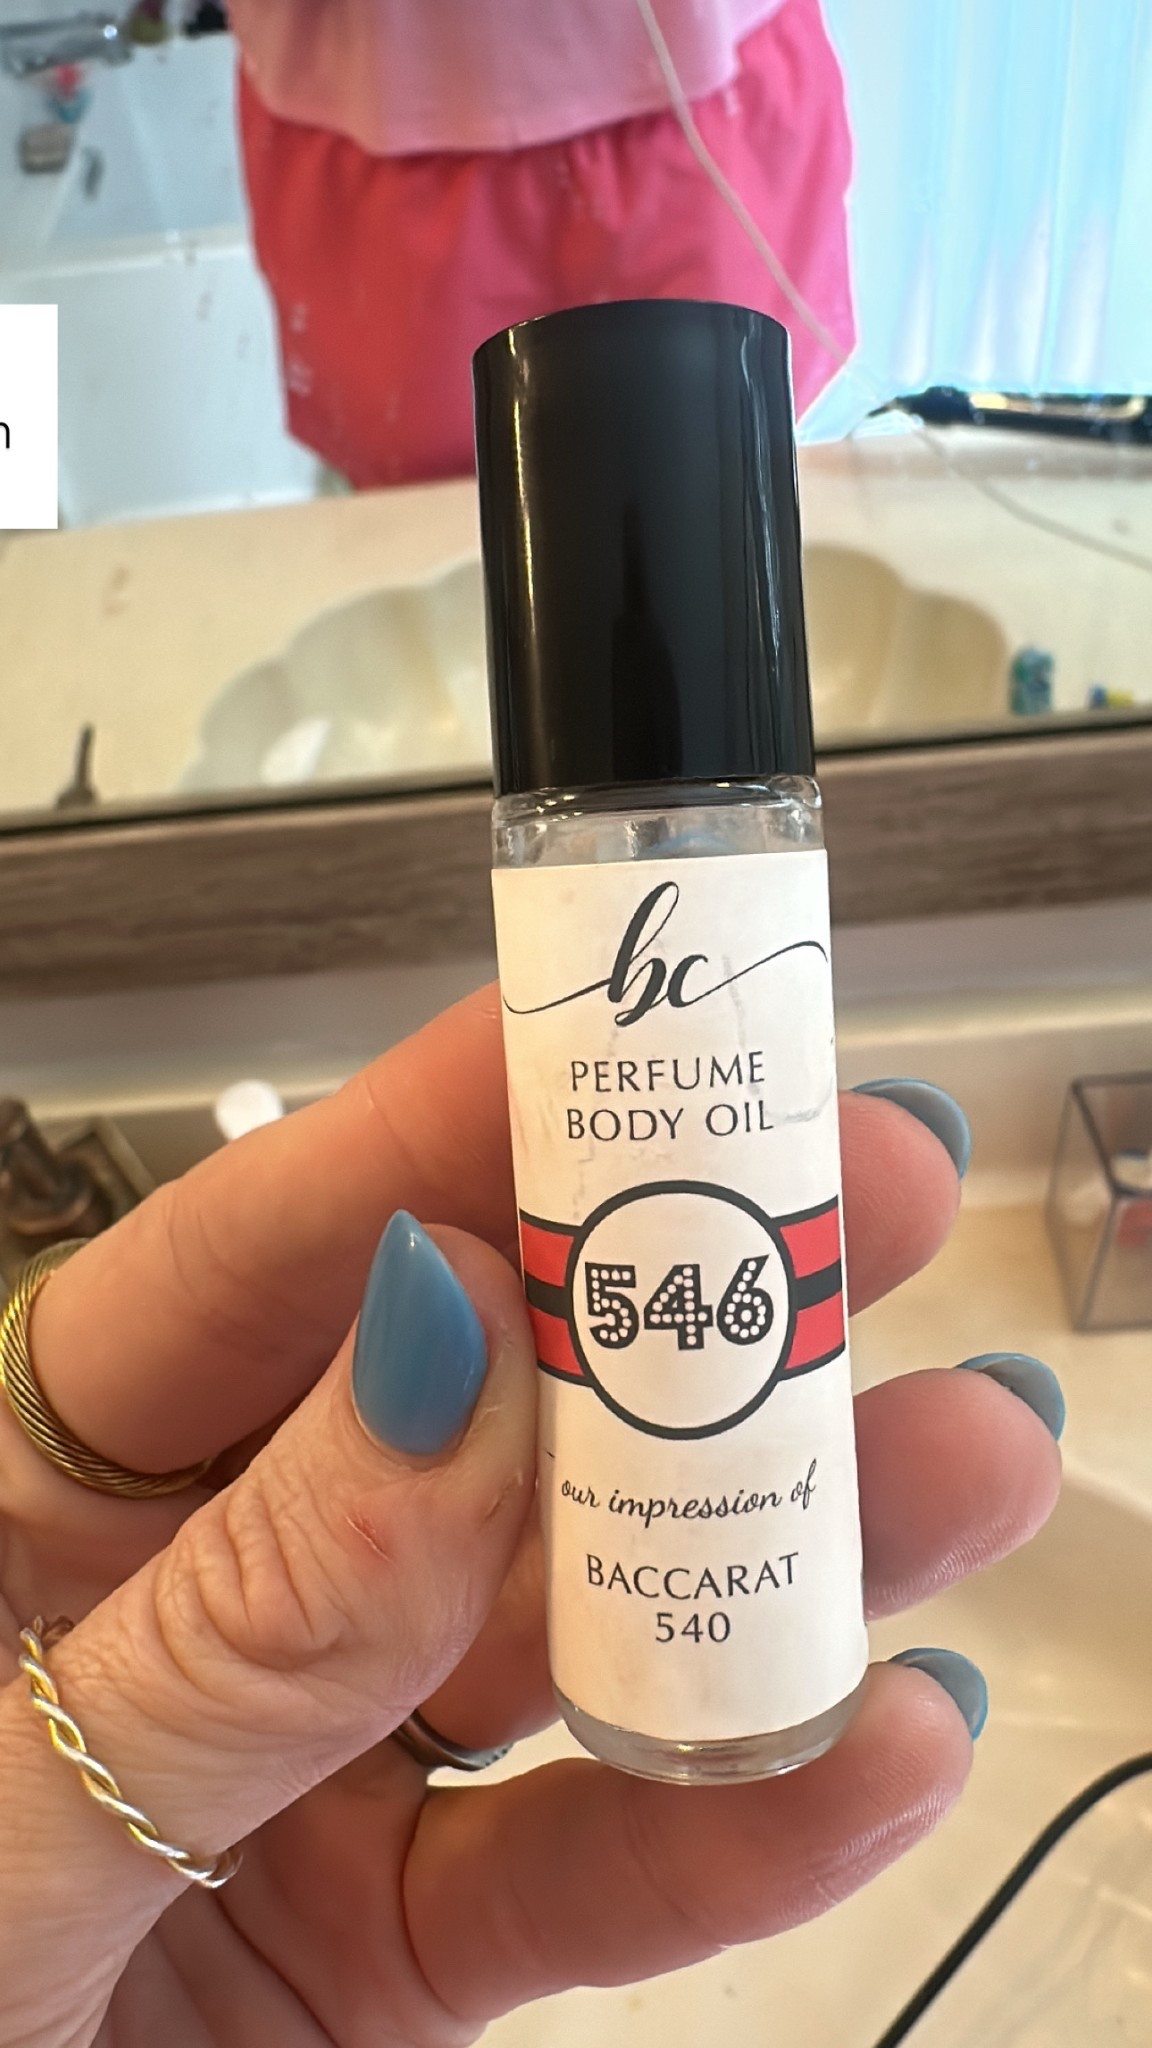 n
bc
PERFUME
BODY OIL
546
our impression of
BACCARAT
540